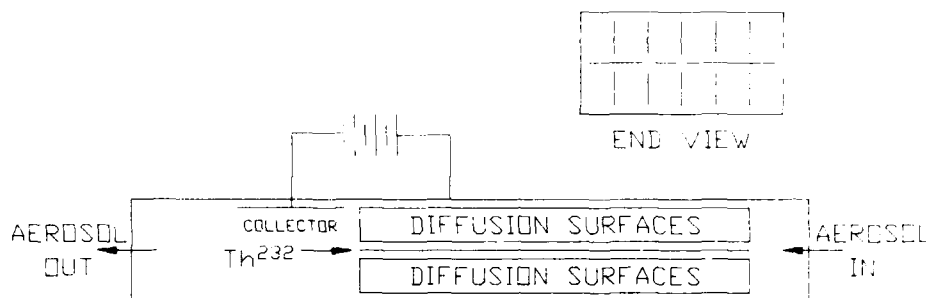 END VIEW
COLLECTOR
DIFFUSION SURFACES
AEROSOL
OUT
Th232
AEROSOL
IN
DIFFUSION SURFACES